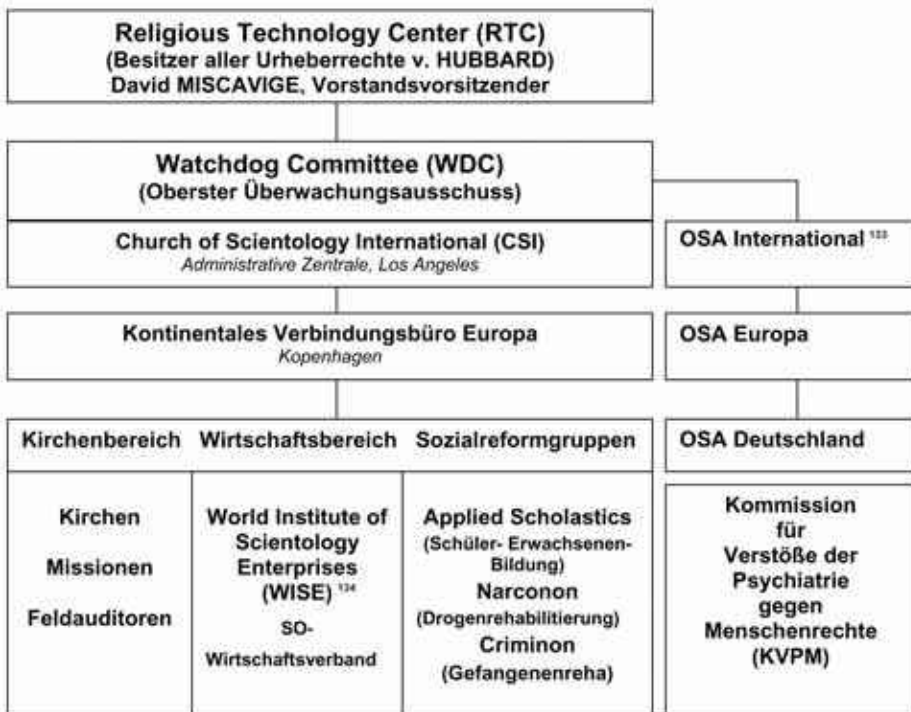 Religious Technology Center (RTC)
(Besitzer aller Urheberrechte v. HUBBARD)
David MISCAVIGE, Vorstandsvorsitzender
Watchdog Committee (WDC)
(Oberster Überwachungsausschuss)
Church of Scientology International (CSI)
Administrative Zentrale, Los Angeles
OSA International ¹³³
Kontinentales Verbindungsbüro Europa
Kopenhagen
OSA Europa
Kirchenbereich
Wirtschaftsbereich
Sozialreformgruppen
OSA Deutschland
Kirchen
Missionen
Feldauditoren
World Institute of
Scientology
Enterprises
(WISE) ¹³⁴
SO-
Wirtschaftsverband
Applied Scholastics
(Schüler- Erwachsenen-
Bildung)
Narconon
(Drogenrehabilitierung)
Criminon
(Gefangenenreha)
Kommission
für
Verstöße der
Psychiatrie
gegen
Menschenrechte
(KVPM)